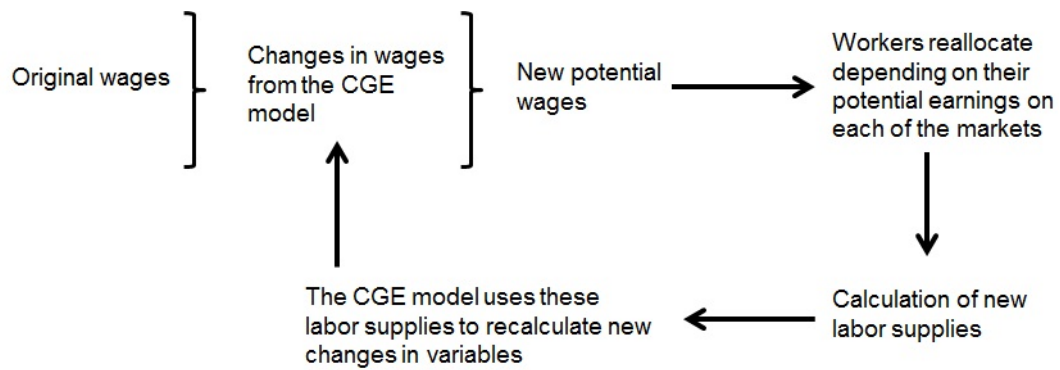 Original wages
Changes in wages
from the CGE
model
New potential
wages
Workers reallocate
depending on their
potential earnings on
each of the markets
Calculation of new
labor supplies
The CGE model uses these
labor supplies to recalculate new
changes in variables